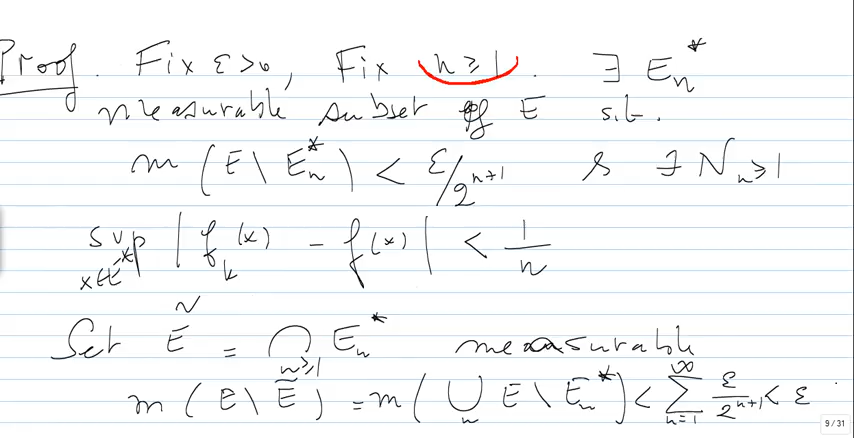 Proof. Fix ε>0, Fix n ≥ 1. ∃ E_n^*
measurable subset of E s.t.
m ( E \ E_n^* ) < ε/2^{n+1} & ∃ N_n ≥ 1
sup_{x∈E^*} | f_k (x) - f(x) | < 1/n
Set Ẽ = ⋂_{n≥1} E_n^* measurable
m ( E \ Ẽ ) = m ( ⋃_n E \ E_n^* ) < ∑_{n=1}^∞ ε/2^{n+1} < ε
9 / 31